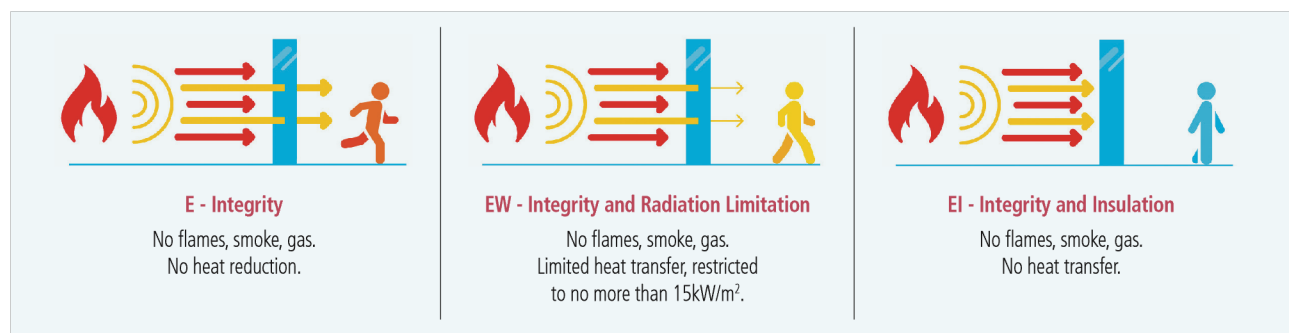 E - Integrity
No flames, smoke, gas.
No heat reduction.
EW - Integrity and Radiation Limitation
No flames, smoke, gas.
Limited heat transfer, restricted
to no more than 15kW/m².
EI - Integrity and Insulation
No flames, smoke, gas.
No heat transfer.